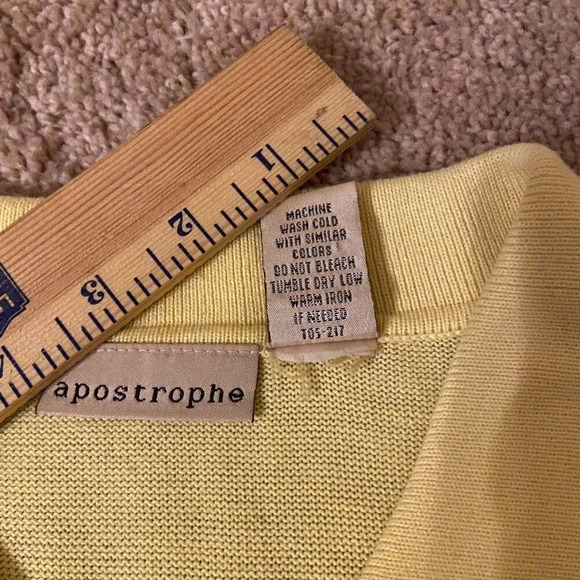 1
2
3
4
MACHINE
WASH COLD
WITH SIMILAR
COLORS
DO NOT BLEACH
TUMBLE DRY LOW
WARM IRON
IF NEEDED
T05-217
apostrophe